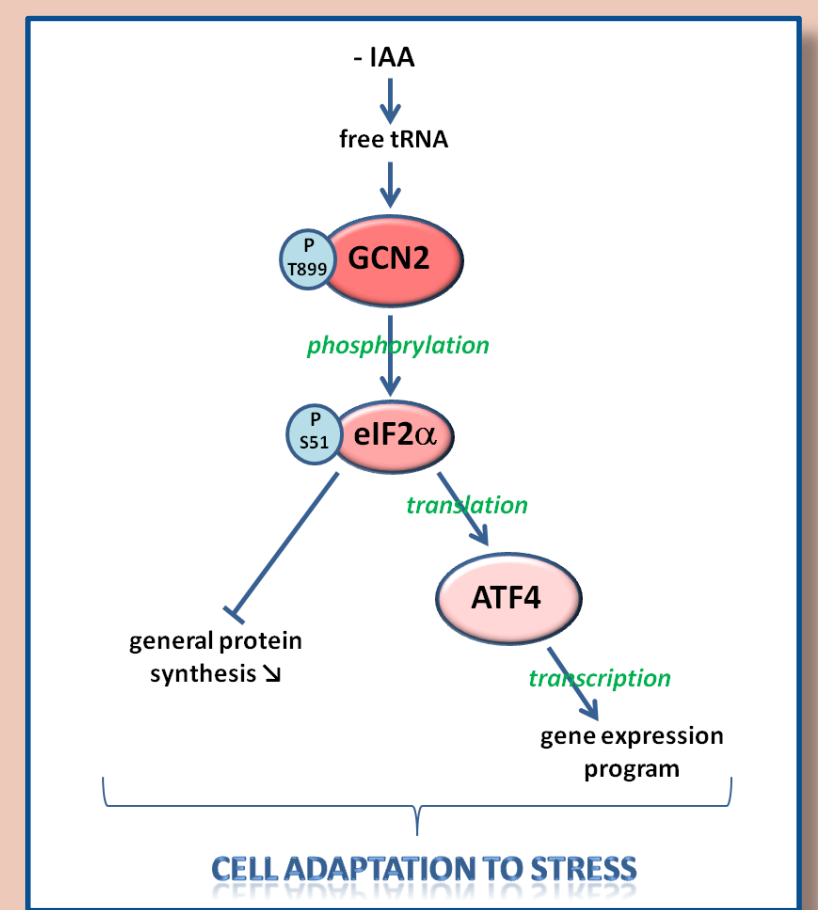 - IAA
free tRNA
P
T899
GCN2
phosphorylation
P
S51
eIF2α
translation
ATF4
general protein
synthesis ↘
transcription
gene expression
program
CELL ADAPTATION TO STRESS